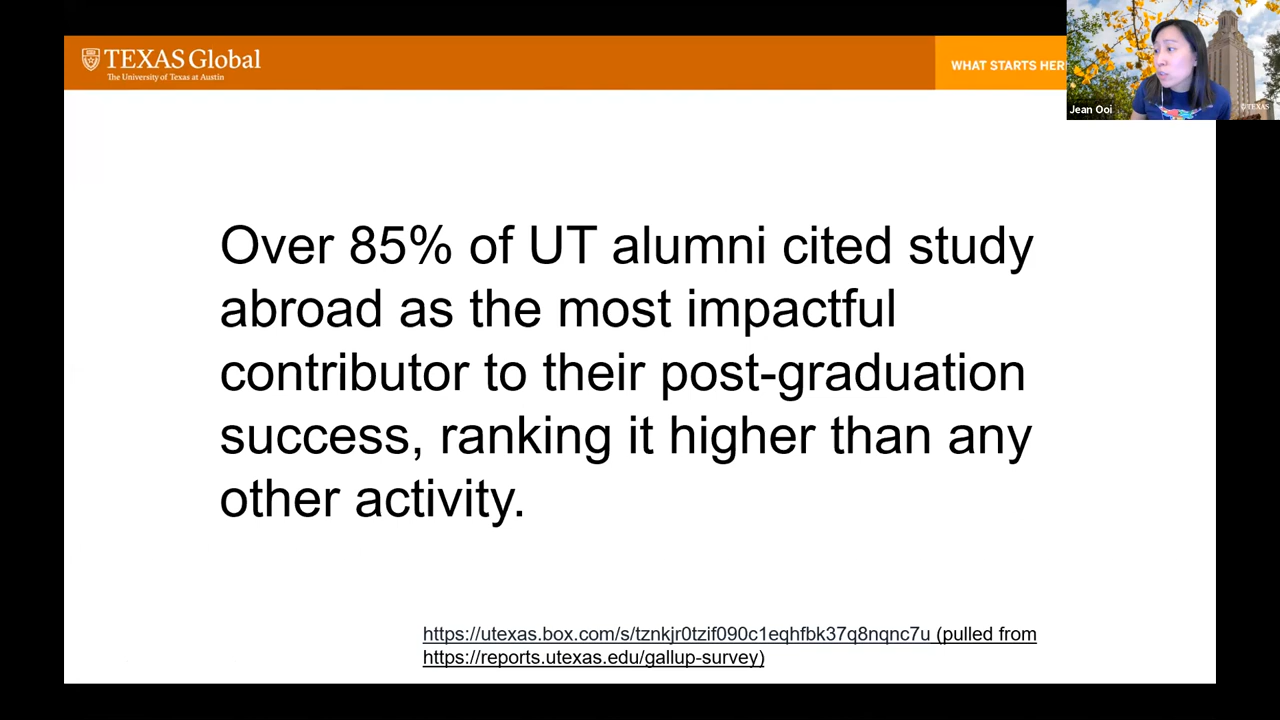 TEXAS Global
The University of Texas at Austin
WHAT STARTS HER
Jean Ooi
TEXAS
Over 85% of UT alumni cited study
abroad as the most impactful
contributor to their post-graduation
success, ranking it higher than any
other activity.
https://utexas.box.com/s/tznkjr0tzif090c1eqhfbk37q8nqnc7u (pulled from
https://reports.utexas.edu/gallup-survey)